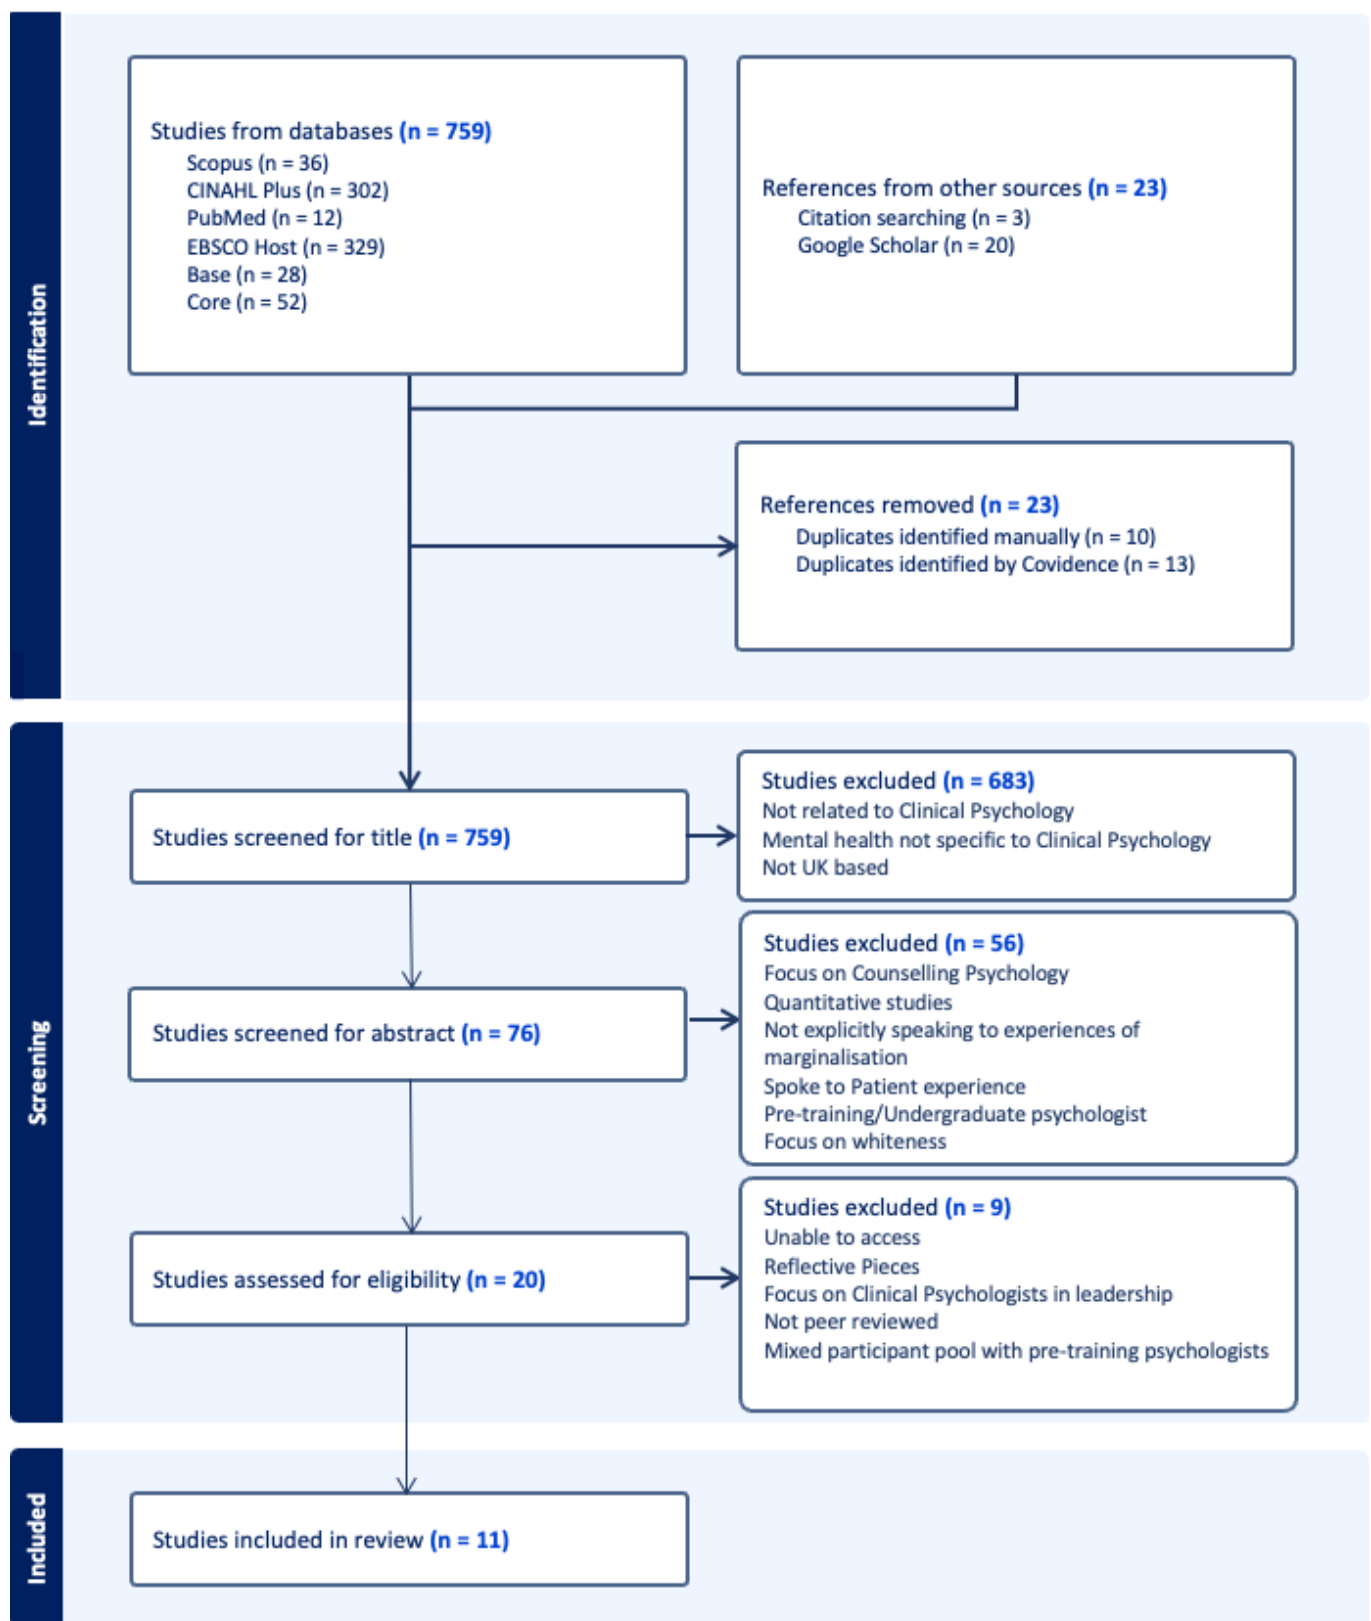 Identification
Studies from databases (n = 759)
Scopus (n = 36)
CINAHL Plus (n = 302)
PubMed (n = 12)
EBSCO Host (n = 329)
Base (n = 28)
Core (n = 52)
References from other sources (n = 23)
Citation searching (n = 3)
Google Scholar (n = 20)
References removed (n = 23)
Duplicates identified manually (n = 10)
Duplicates identified by Covidence (n = 13)
Screening
Studies screened for title (n = 759)
Studies excluded (n = 683)
Not related to Clinical Psychology
Mental health not specific to Clinical Psychology
Not UK based
Studies screened for abstract (n = 76)
Studies excluded (n = 56)
Focus on Counselling Psychology
Quantitative studies
Not explicitly speaking to experiences of
marginalisation
Spoke to Patient experience
Pre-training/Undergraduate psychologist
Focus on whiteness
Studies assessed for eligibility (n = 20)
Studies excluded (n = 9)
Unable to access
Reflective Pieces
Focus on Clinical Psychologists in leadership
Not peer reviewed
Mixed participant pool with pre-training psychologists
Included
Studies included in review (n = 11)